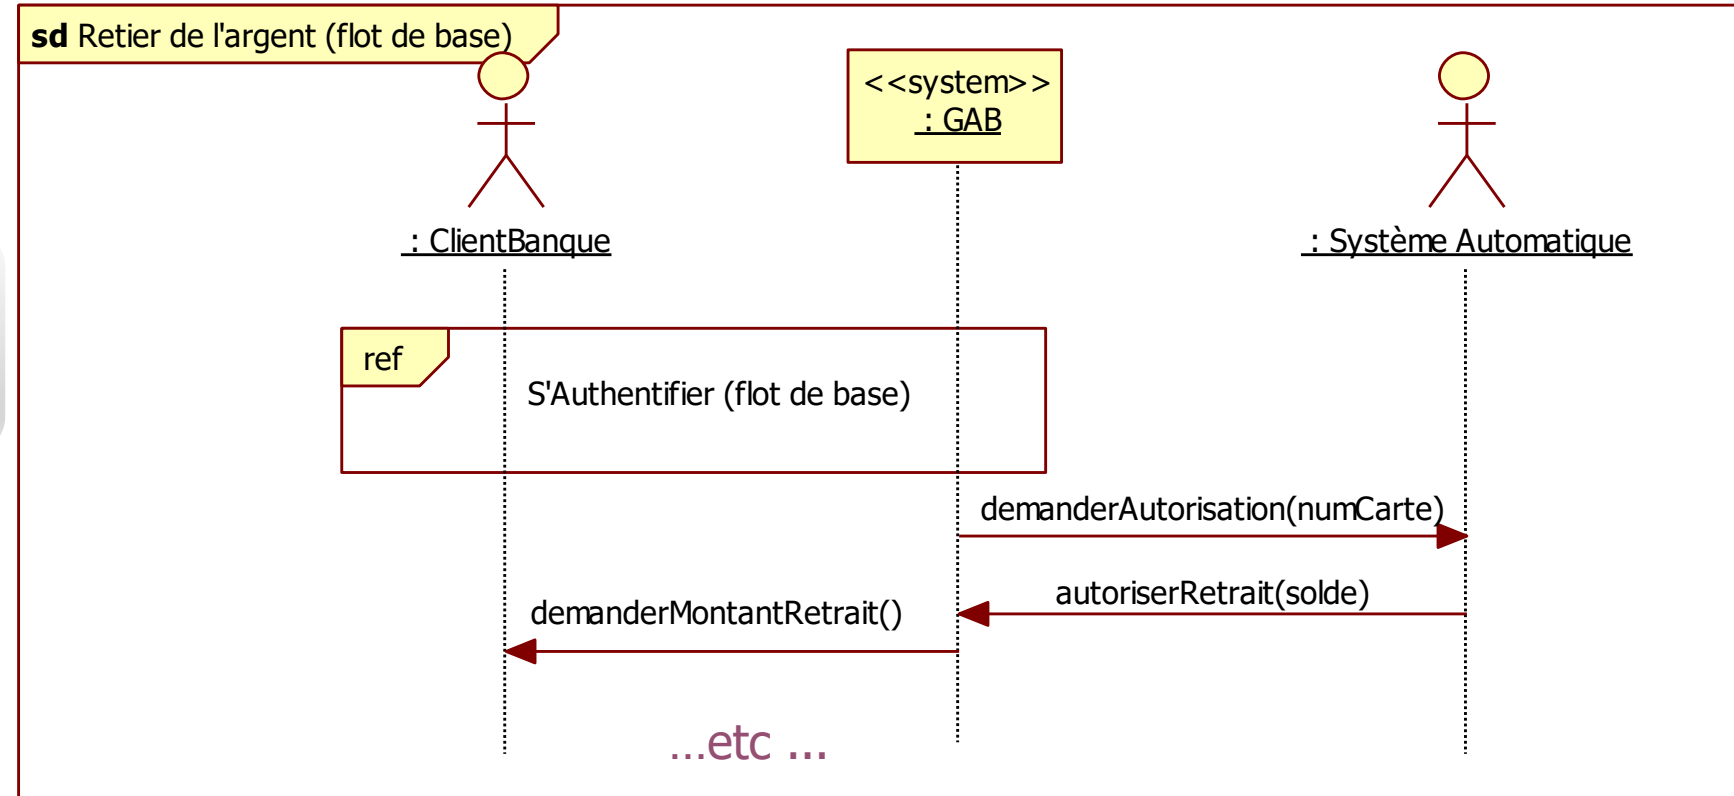 sd Retier de l'argent (flot de base)
<<system>>
: GAB
: ClientBanque
: Système Automatique
ref
S'Authentifier (flot de base)
demanderAutorisation(numCarte)
autoriserRetrait(solde)
demanderMontantRetrait()
...etc ...